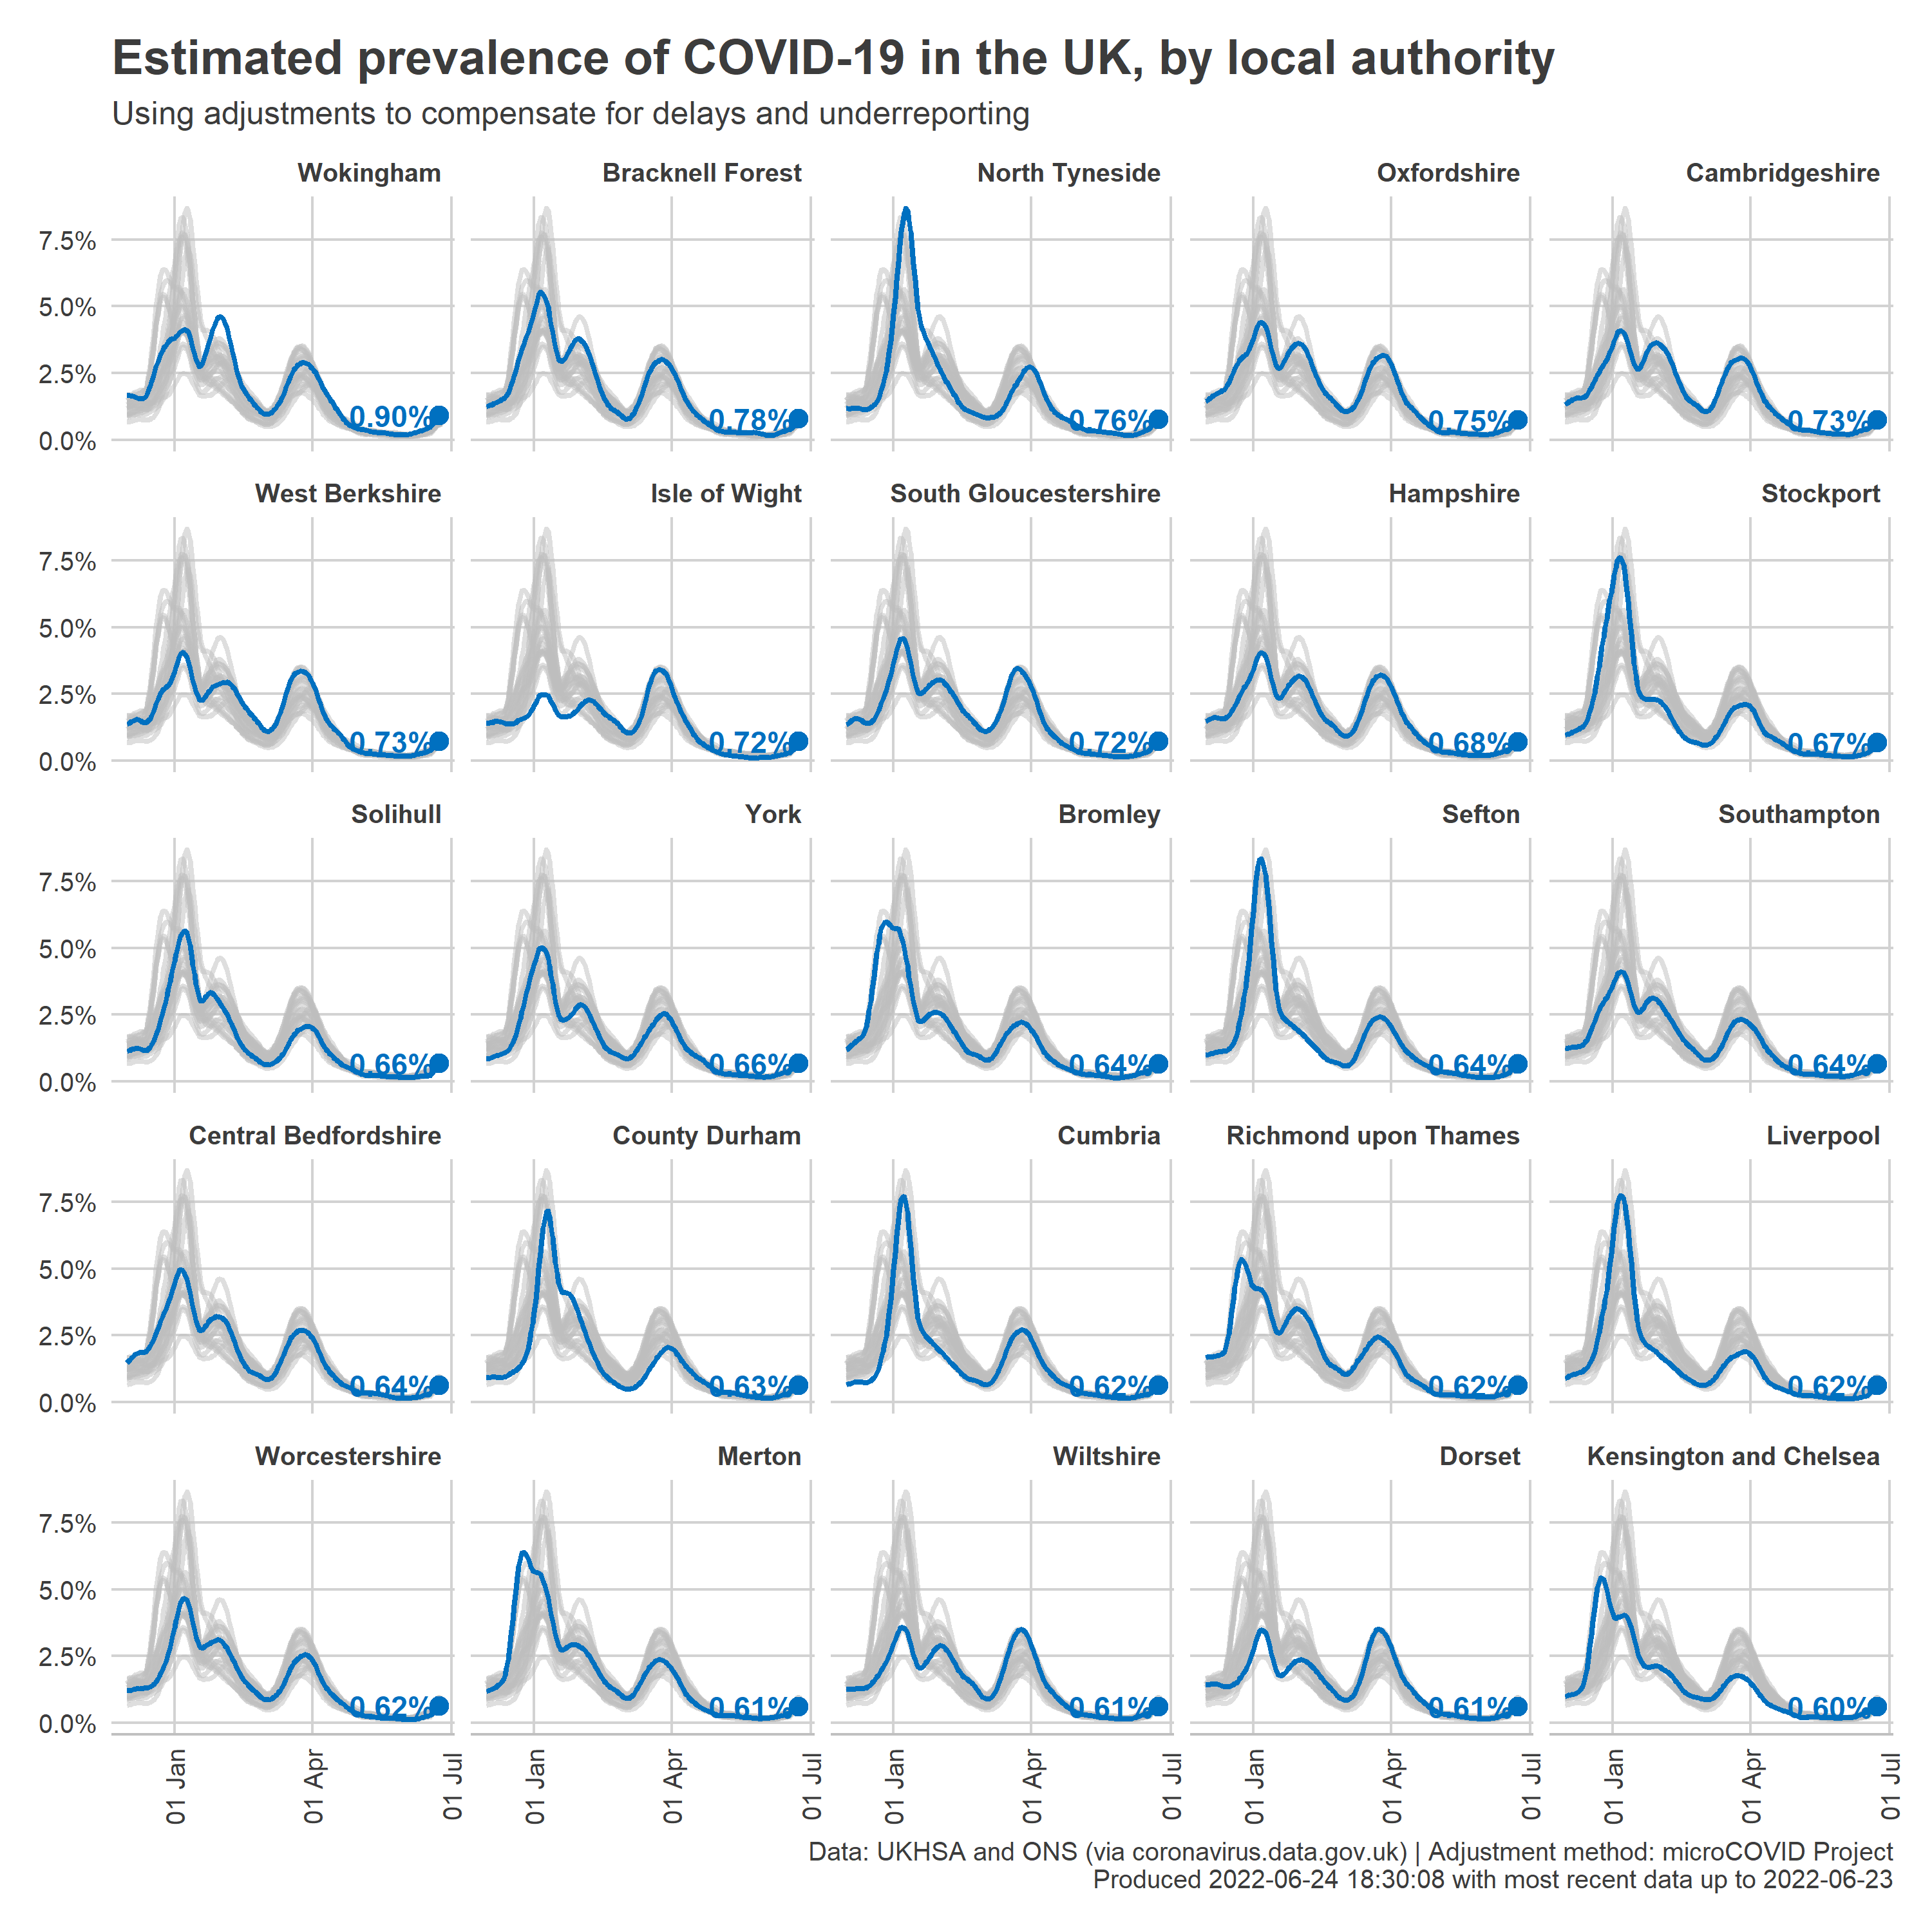 Estimated prevalence of COVID-19 in the UK, by local authority
Using adjustments to compensate for delays and underreporting
Wokingham
Bracknell Forest
North Tyneside
Oxfordshire
Cambridgeshire
7.5%
5.0%
2.5%
0.0%
0.90%
0.78%
0.76%
0.75%
0.73%
West Berkshire
Isle of Wight
South Gloucestershire
Hampshire
Stockport
7.5%
5.0%
2.5%
0.0%
0.73%
0.72%
0.72%
0.68%
0.67%
Solihull
York
Bromley
Sefton
Southampton
7.5%
5.0%
2.5%
0.0%
0.66%
0.66%
0.64%
0.64%
0.64%
Central Bedfordshire
County Durham
Cumbria
Richmond upon Thames
Liverpool
7.5%
5.0%
2.5%
0.0%
0.64%
0.63%
0.62%
0.62%
0.62%
Worcestershire
Merton
Wiltshire
Dorset
Kensington and Chelsea
7.5%
5.0%
2.5%
0.0%
0.62%
0.61%
0.61%
0.61%
0.60%
01 Jan
01 Apr
01 Jul
01 Jan
01 Apr
01 Jul
01 Jan
01 Apr
01 Jul
01 Jan
01 Apr
01 Jul
01 Jan
01 Apr
01 Jul
Data: UKHSA and ONS (via coronavirus.data.gov.uk) | Adjustment method: microCOVID Project
Produced 2022-06-24 18:30:08 with most recent data up to 2022-06-23